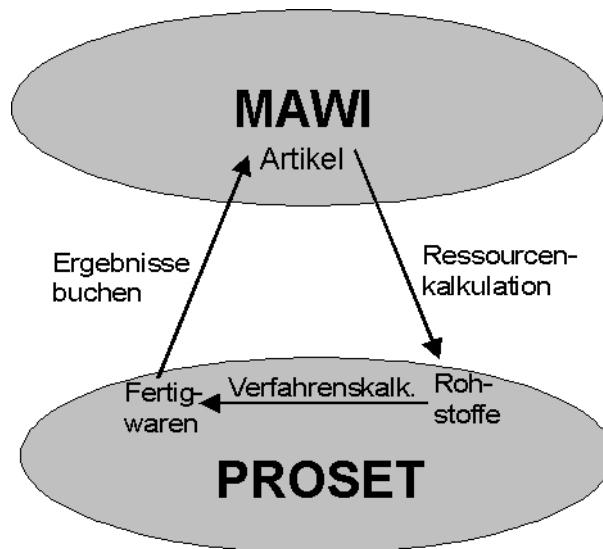 MAWI
Artikel
Ergebnisse
buchen
Ressourcen-
kalkulation
Fertig-
waren
Verfahrenskalk.
Roh-
stoffe
PROSET